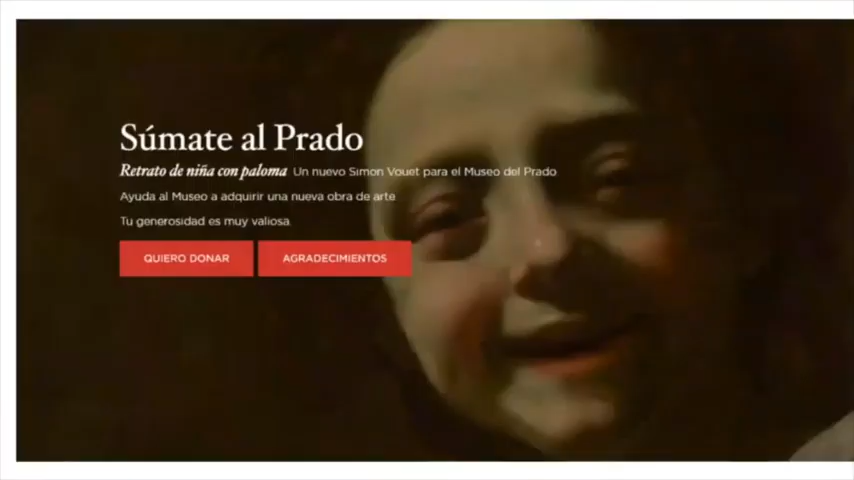 Súmate al Prado
Retrato de niña con paloma Un nuevo Simon Vouet para el Museo del Prado
Ayuda al Museo a adquirir una nueva obra de arte
Tu generosidad es muy valiosa.
QUIERO DONAR AGRADECIMIENTOS